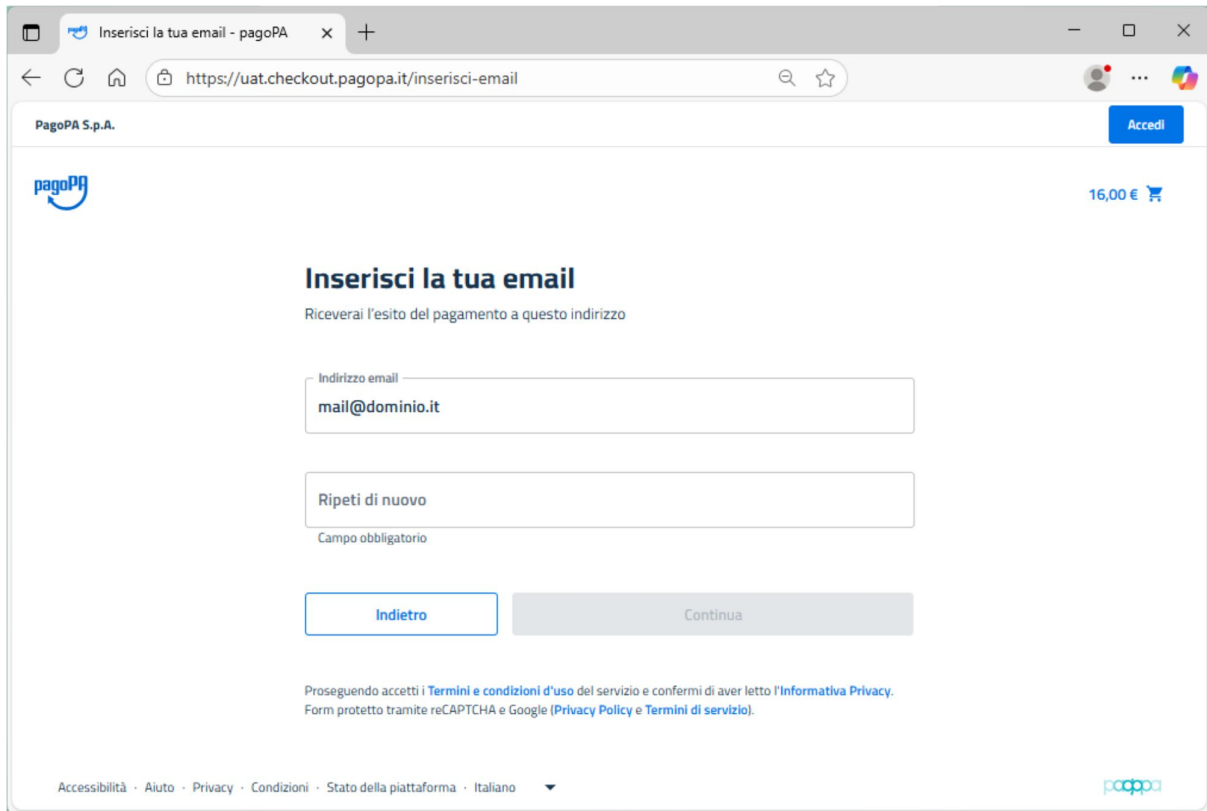 Inserisci la tua email - pagoPA
https://uat.checkout.pagopa.it/inserisci-email
PagoPA S.p.A.
Accedi
pagoPA
16,00 €
Inserisci la tua email
Riceverai l'esito del pagamento a questo indirizzo
Indirizzo email
mail@dominio.it
Ripeti di nuovo
Campo obbligatorio
Indietro
Continua
Proseguendo accetti i Termini e condizioni d'uso del servizio e confermi di aver letto l'Informativa Privacy.
Form protetto tramite reCAPTCHA e Google (Privacy Policy e Termini di servizio).
Accessibilità · Aiuto · Privacy · Condizioni · Stato della piattaforma · Italiano
pagopa